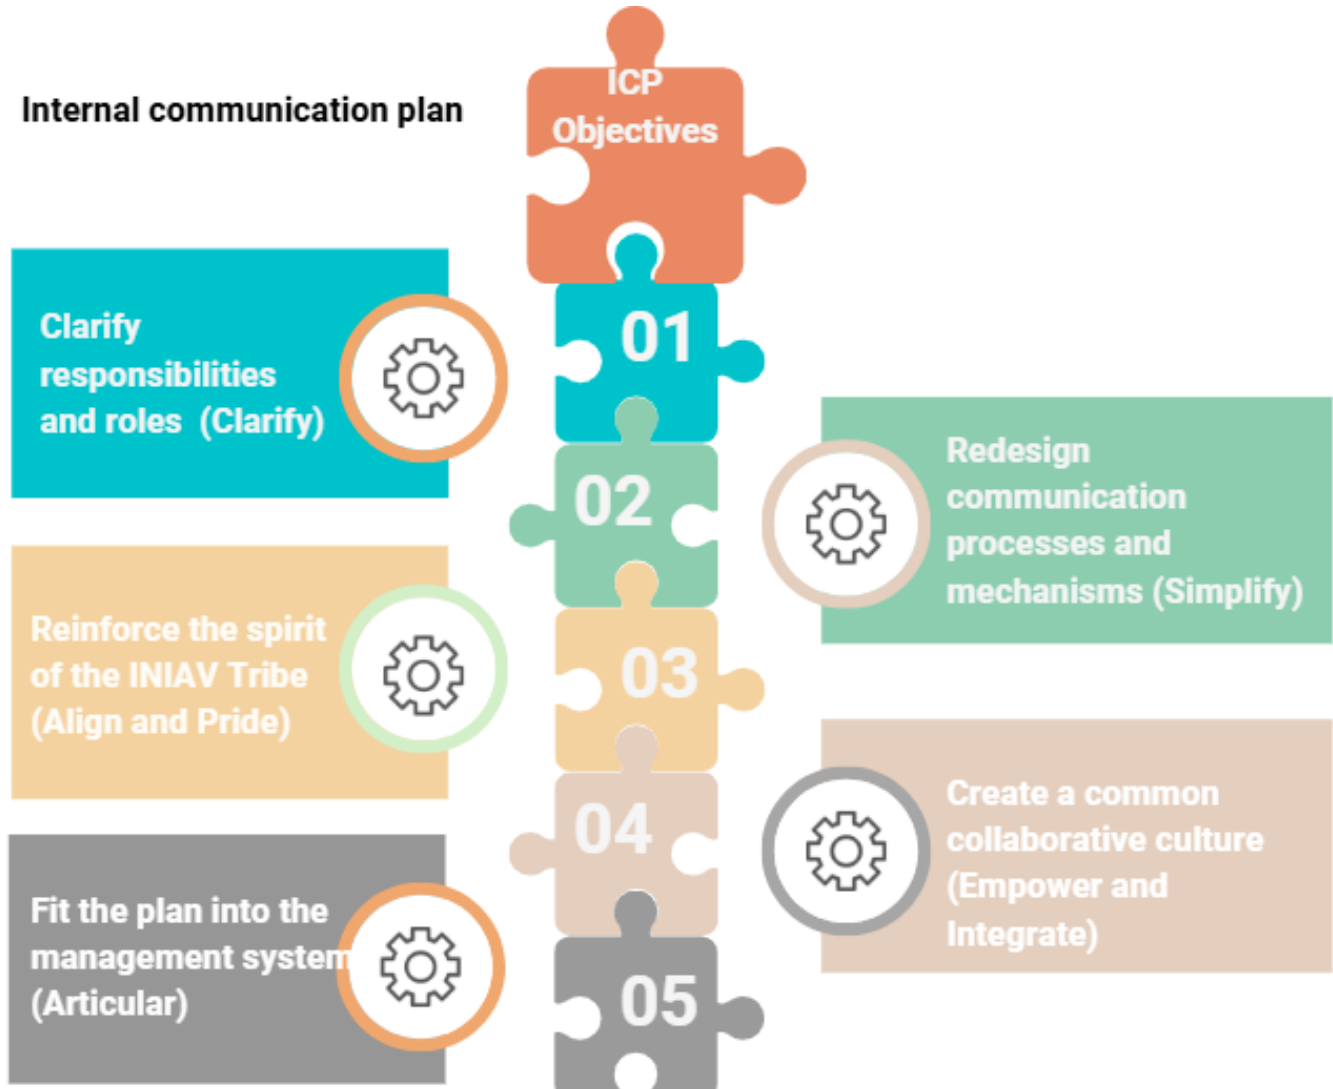 Internal communication plan
ICP
Objectives
01
Clarify
responsibilities
and roles (Clarify)
02
Redesign
communication
processes and
mechanisms (Simplify)
03
Reinforce the spirit
of the INIAV Tribe
(Align and Pride)
04
Create a common
collaborative culture
(Empower and
Integrate)
05
Fit the plan into the
management system
(Articular)